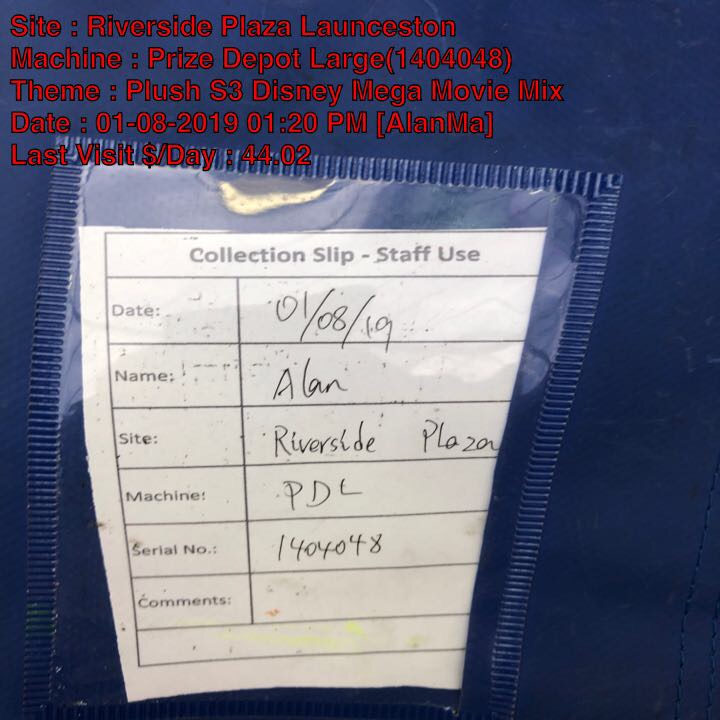 Site : Riverside Plaza Launceston
Machine : Prize Depot Large(1404048)
Theme : Plush S3 Disney Mega Movie Mix
Date : 01-08-2019 01:20 PM [AlanMa]
Last Visit $/Day : 44.02
Collection Slip - Staff Use
Date: 01/08/19
Name: Alan
Site: Riverside Plaza
Machine: PDL
Serial No.: 1404048
Comments: